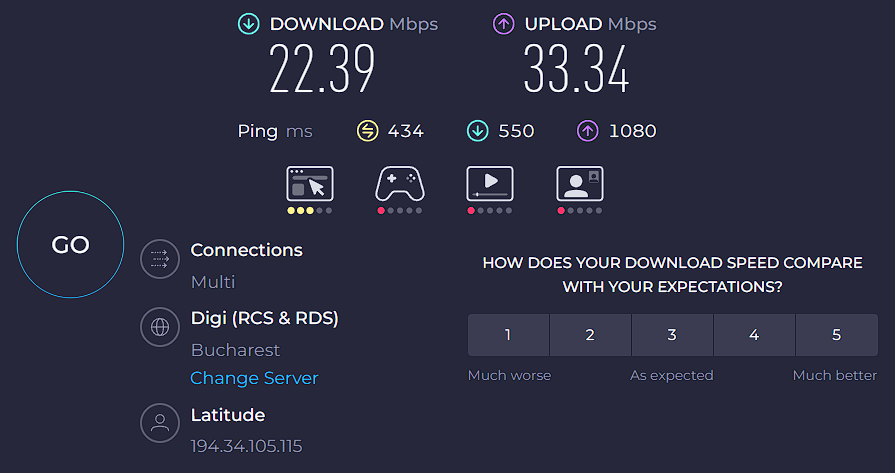 DOWNLOAD Mbps
UPLOAD Mbps
22.39
33.34
Ping ms 434 550 1080
GO
Connections
Multi
Digi (RCS & RDS)
Bucharest
Change Server
Latitude
194.34.105.115
HOW DOES YOUR DOWNLOAD SPEED COMPARE
WITH YOUR EXPECTATIONS?
1 2 3 4 5
Much worse As expected Much better